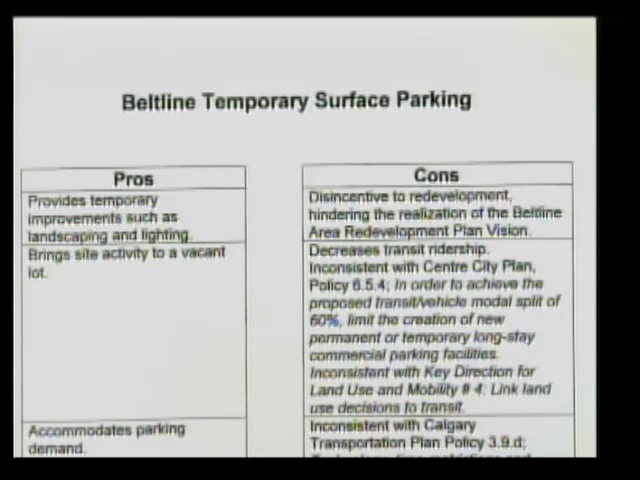 Beltline Temporary Surface Parking
Pros
Provides temporary
improvements such as
landscaping and lighting.
Brings site activity to a vacant
lot.
Accommodates parking
demand.
Cons
Disincentive to redevelopment,
hindering the realization of the Beltline
Area Redevelopment Plan Vision.
Decreases transit ridership.
Inconsistent with Centre City Plan,
Policy 6.5.4; In order to achieve the
proposed transit/vehicle modal split of
60%, limit the creation of new
permanent or temporary long-stay
commercial parking facilities.
Inconsistent with Key Direction for
Land Use and Mobility # 4: Link land
use decisions to transit.
Inconsistent with Calgary
Transportation Plan Policy 3.9.d;